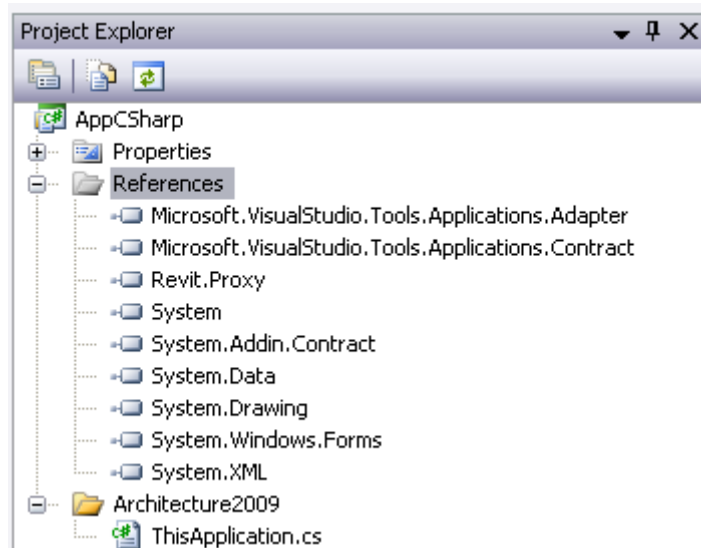 Project Explorer
AppCSharp
Properties
References
Microsoft.VisualStudio.Tools.Applications.Adapter
Microsoft.VisualStudio.Tools.Applications.Contract
Revit.Proxy
System
System.Addin.Contract
System.Data
System.Drawing
System.Windows.Forms
System.XML
Architecture2009
ThisApplication.cs